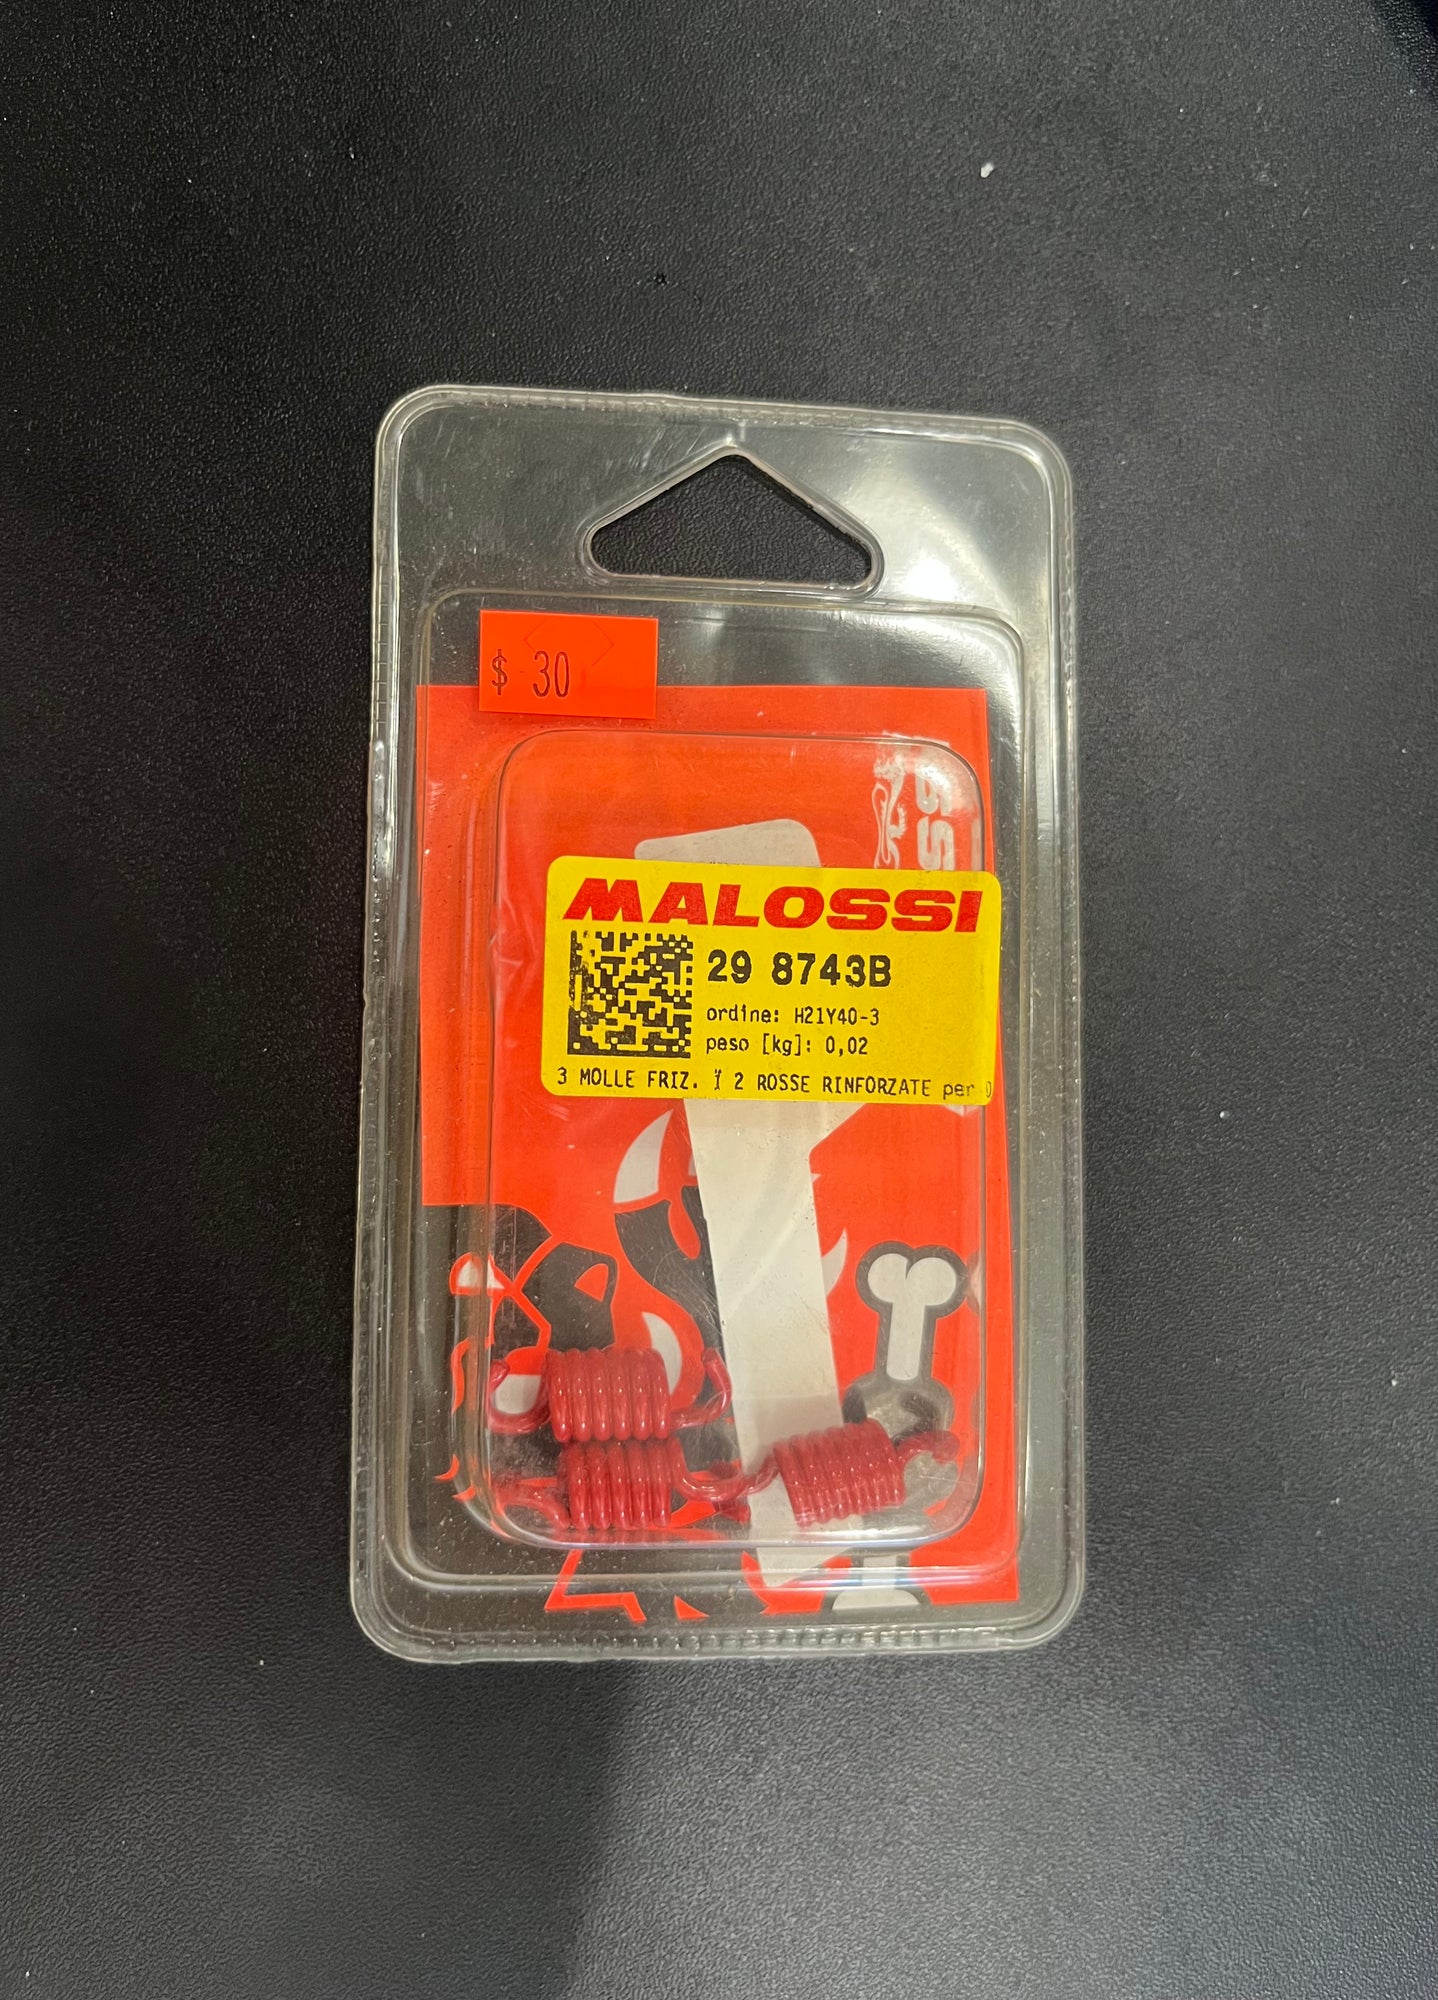 $ 30
MALOSSI
29 8743B
ordine: H21Y40-3
peso [kg]: 0,02
3 MOLLE FRIZ. Ý 2 ROSSE RINFORZATE per